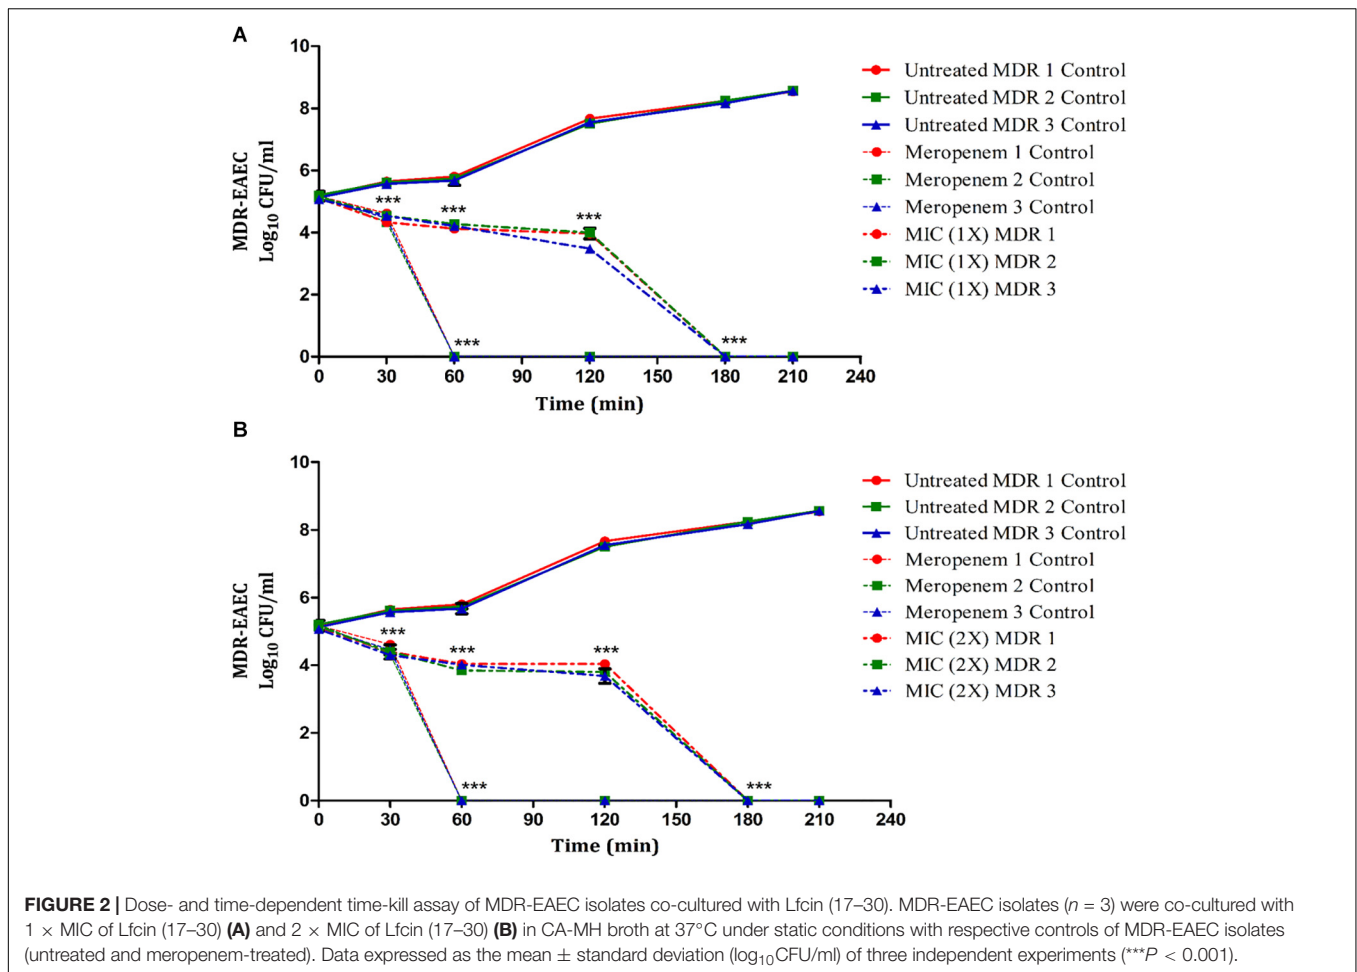 A
10
8
6
4
2
0
MDR-EAEC
Log₁₀ CFU/ml
***
***
***
***
***
0 30 60 90 120 150 180 210 240
Time (min)
Untreated MDR 1 Control
Untreated MDR 2 Control
Untreated MDR 3 Control
Meropenem 1 Control
Meropenem 2 Control
Meropenem 3 Control
MIC (1X) MDR 1
MIC (1X) MDR 2
MIC (1X) MDR 3
B
10
8
6
4
2
0
MDR-EAEC
Log₁₀ CFU/ml
***
***
***
***
***
0 30 60 90 120 150 180 210 240
Time (min)
Untreated MDR 1 Control
Untreated MDR 2 Control
Untreated MDR 3 Control
Meropenem 1 Control
Meropenem 2 Control
Meropenem 3 Control
MIC (2X) MDR 1
MIC (2X) MDR 2
MIC (2X) MDR 3
FIGURE 2 | Dose- and time-dependent time-kill assay of MDR-EAEC isolates co-cultured with Lfcin (17–30). MDR-EAEC isolates (n = 3) were co-cultured with
1 × MIC of Lfcin (17–30) (A) and 2 × MIC of Lfcin (17–30) (B) in CA-MH broth at 37°C under static conditions with respective controls of MDR-EAEC isolates
(untreated and meropenem-treated). Data expressed as the mean ± standard deviation (log₁₀CFU/ml) of three independent experiments (***P < 0.001).